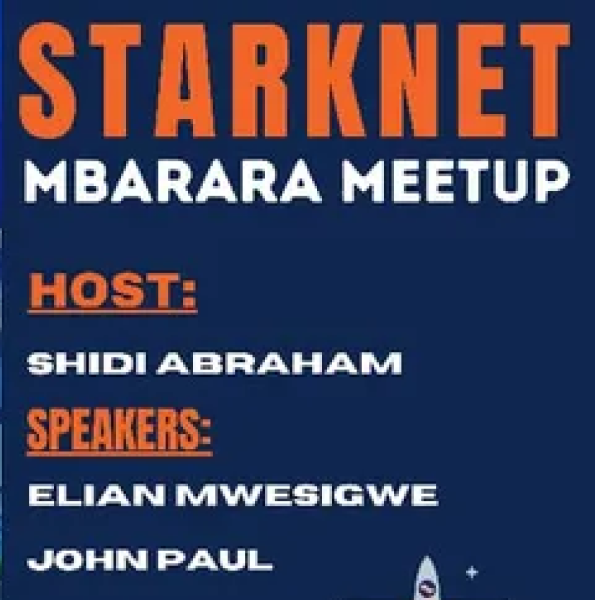 STARKNET
MBARARA MEETUP
HOST:
SHIDI ABRAHAM
SPEAKERS:
ELIAN MWESIGWE
JOHN PAUL